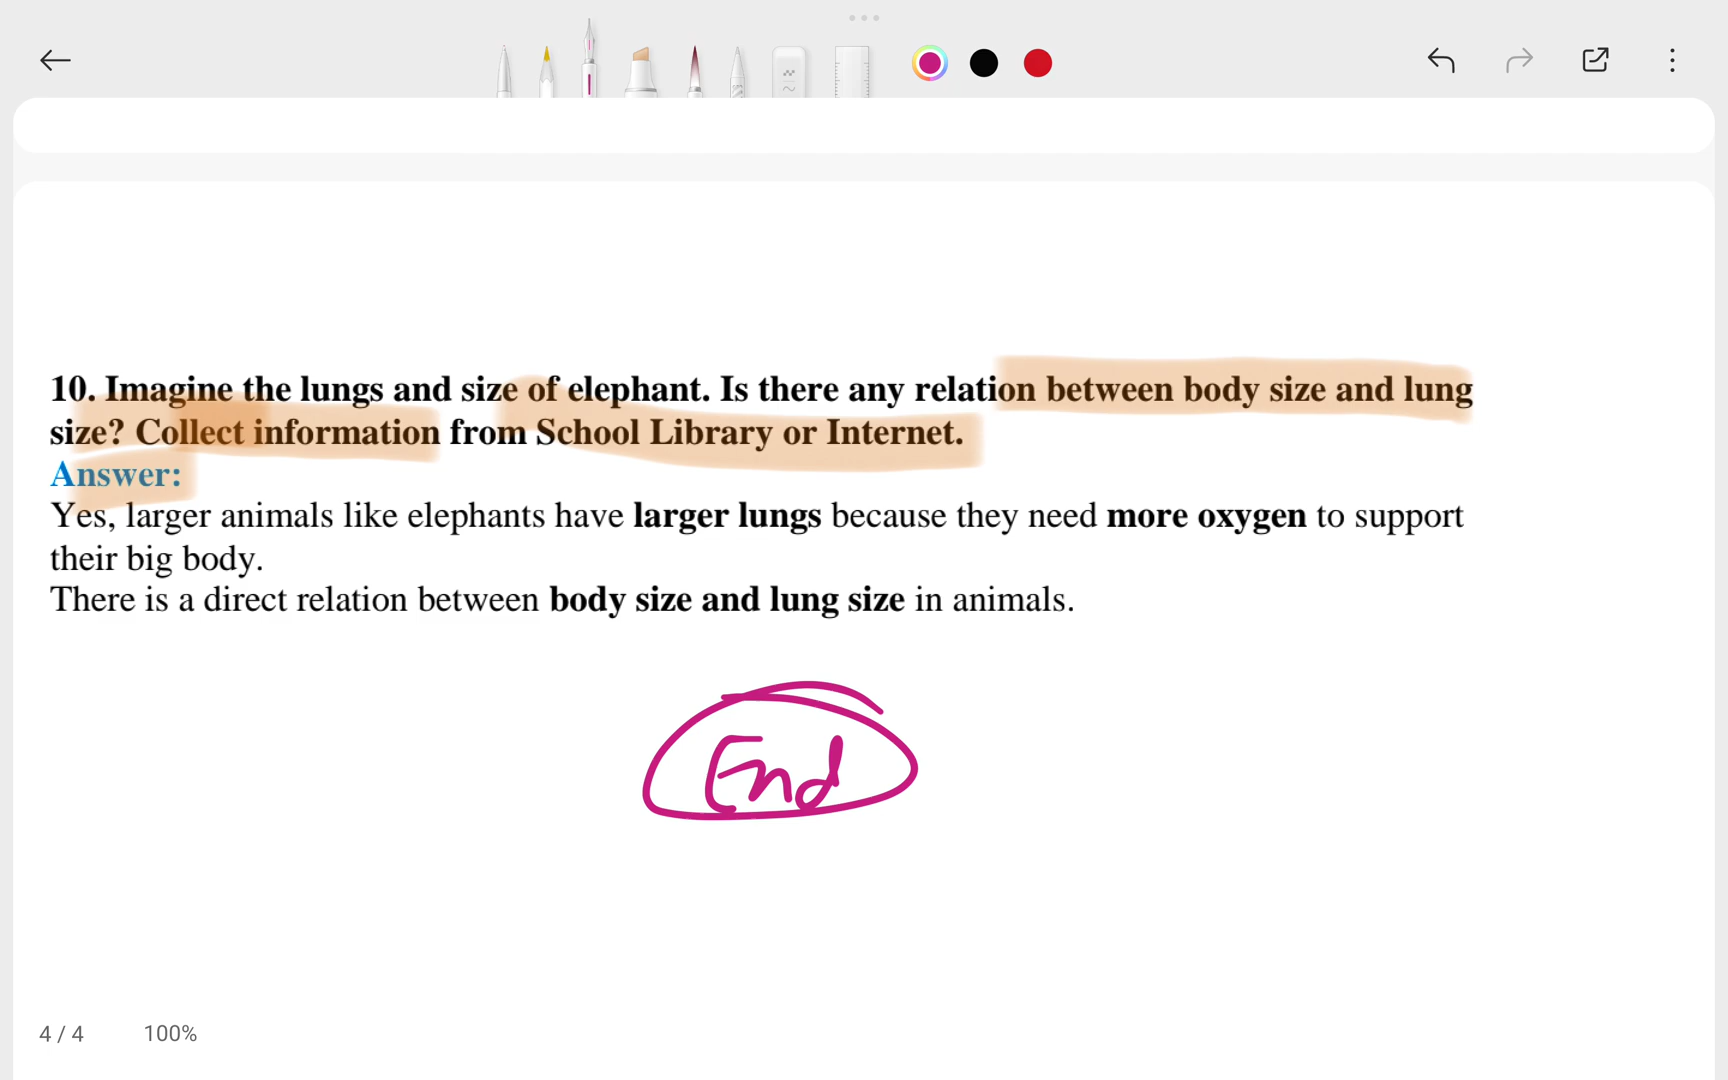 10. Imagine the lungs and size of elephant. Is there any relation between body size and lung
size? Collect information from School Library or Internet.
Answer:
Yes, larger animals like elephants have larger lungs because they need more oxygen to support
their big body.
There is a direct relation between body size and lung size in animals.
End
4 / 4
100%